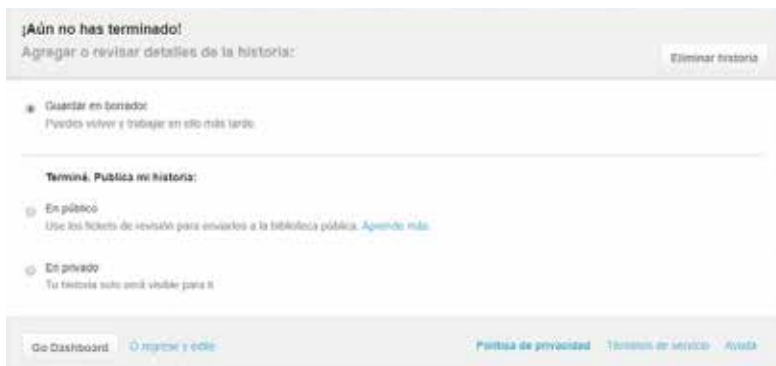 ¡Aún no has terminado!
Agregar o revisar detalles de la historia:
Eliminar historia
Guardar en borrador
Puedes volver y trabajar en ello más tarde.
Terminé. Publica mi historia:
En público
Use los tickets de revisión para enviarlos a la biblioteca pública. Aprende más.
En privado
Tu historia solo será visible para ti
Go Dashboard
O regrese y edite
Política de privacidad
Términos de servicio
Ayuda